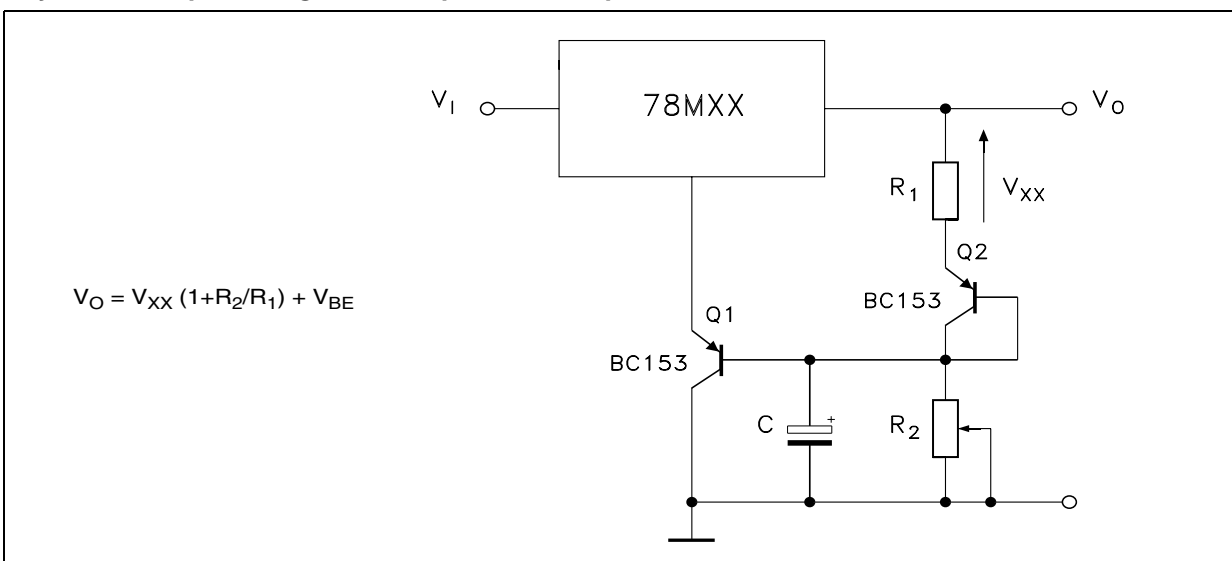 V_I
78MXX
V_O
R_1
V_XX
Q2
BC153
V_O = V_XX (1+R_2/R_1) + V_BE
Q1
BC153
C
+
R_2